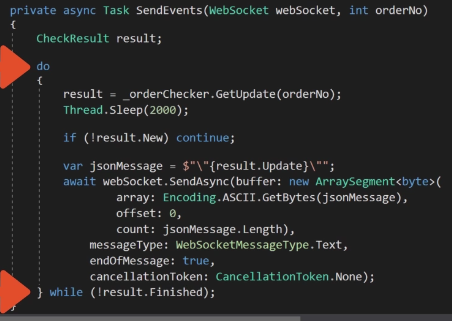 private async Task SendEvents(WebSocket webSocket, int orderNo)
{
CheckResult result;
do
{
result = _orderChecker.GetUpdate(orderNo);
Thread.Sleep(2000);
if (!result.New) continue;
var jsonMessage = $"\"{result.Update}\"";
await webSocket.SendAsync(buffer: new ArraySegment<byte>(
array: Encoding.ASCII.GetBytes(jsonMessage),
offset: 0,
count: jsonMessage.Length),
messageType: WebSocketMessageType.Text,
endOfMessage: true,
cancellationToken: CancellationToken.None);
} while (!result.Finished);
}